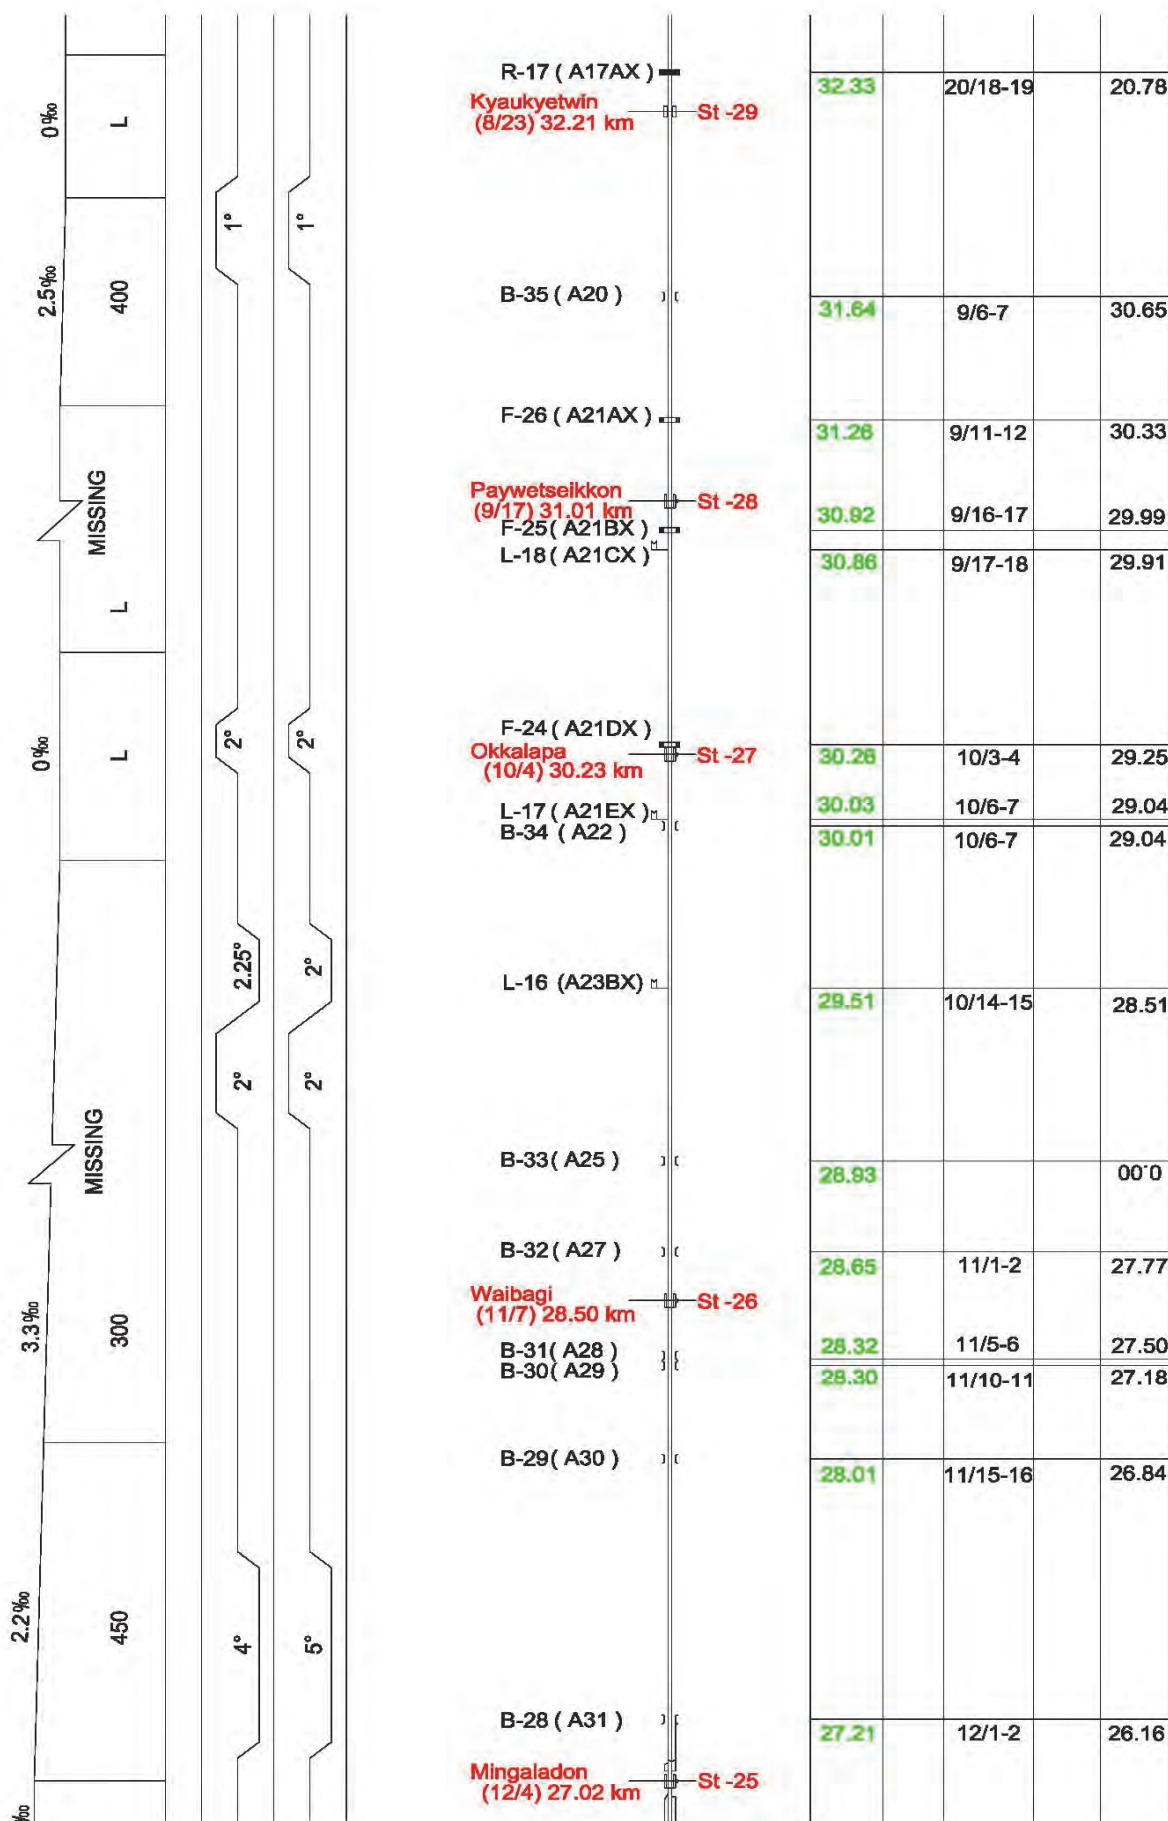 R-17 ( A17AX )
32.33 20/18-19 20.78
Kyaukyetwin
(8/23) 32.21 km
St -29
0‰
L
1°
1°
2.5‰
400
B-35 ( A20 )
31.64 9/6-7 30.65
F-26 ( A21AX )
31.26 9/11-12 30.33
MISSING
Paywetseikkon
(9/17) 31.01 km
St -28
30.92 9/16-17 29.99
F-25( A21BX )
L-18 ( A21CX )
M
30.86 9/17-18 29.91
L
F-24 ( A21DX )
Okkalapa
(10/4) 30.23 km
St -27
0‰
L
2°
2°
30.26 10/3-4 29.25
30.03 10/6-7 29.04
L-17 ( A21EX )
M
B-34 ( A22 )
30.01 10/6-7 29.04
2.25°
2°
L-16 (A23BX)
M
29.51 10/14-15 28.51
2°
2°
MISSING
B-33( A25 )
28.93 0.00
B-32 ( A27 )
28.65 11/1-2 27.77
Waibagi
(11/7) 28.50 km
St -26
3.3‰
300
B-31( A28 )
28.32 11/5-6 27.50
B-30( A29 )
28.30 11/10-11 27.18
B-29( A30 )
28.01 11/15-16 26.84
2.2‰
450
4°
5°
B-28 ( A31 )
27.21 12/1-2 26.16
Mingaladon
(12/4) 27.02 km
St -25
‰